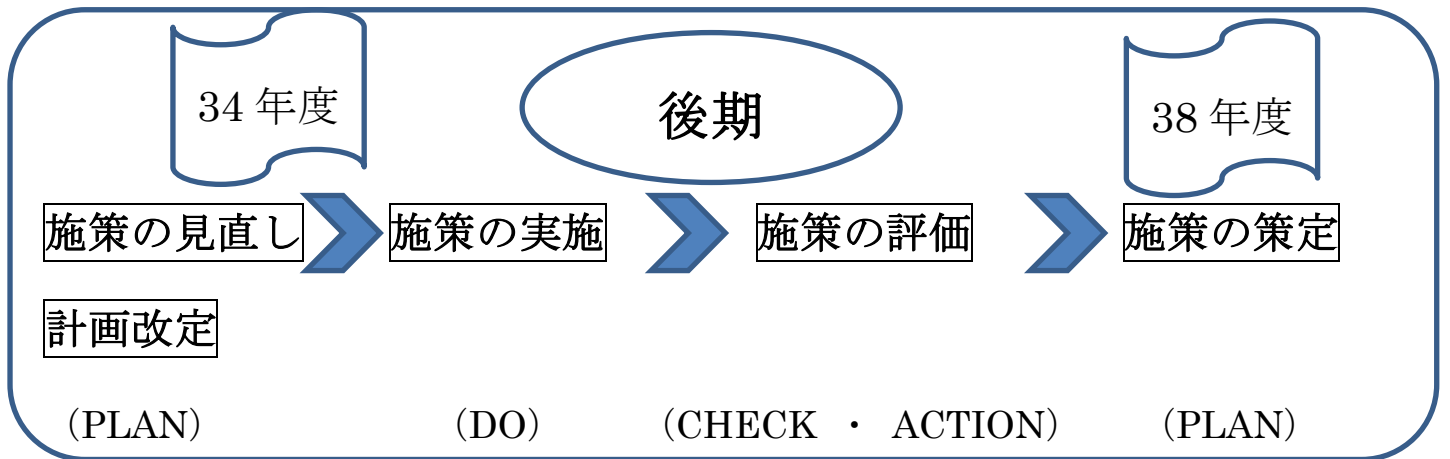 34 年度
後期
38 年度
施策の見直し 施策の実施 施策の評価 施策の策定
計画改定
（PLAN） （DO） （CHECK ・ ACTION） （PLAN）